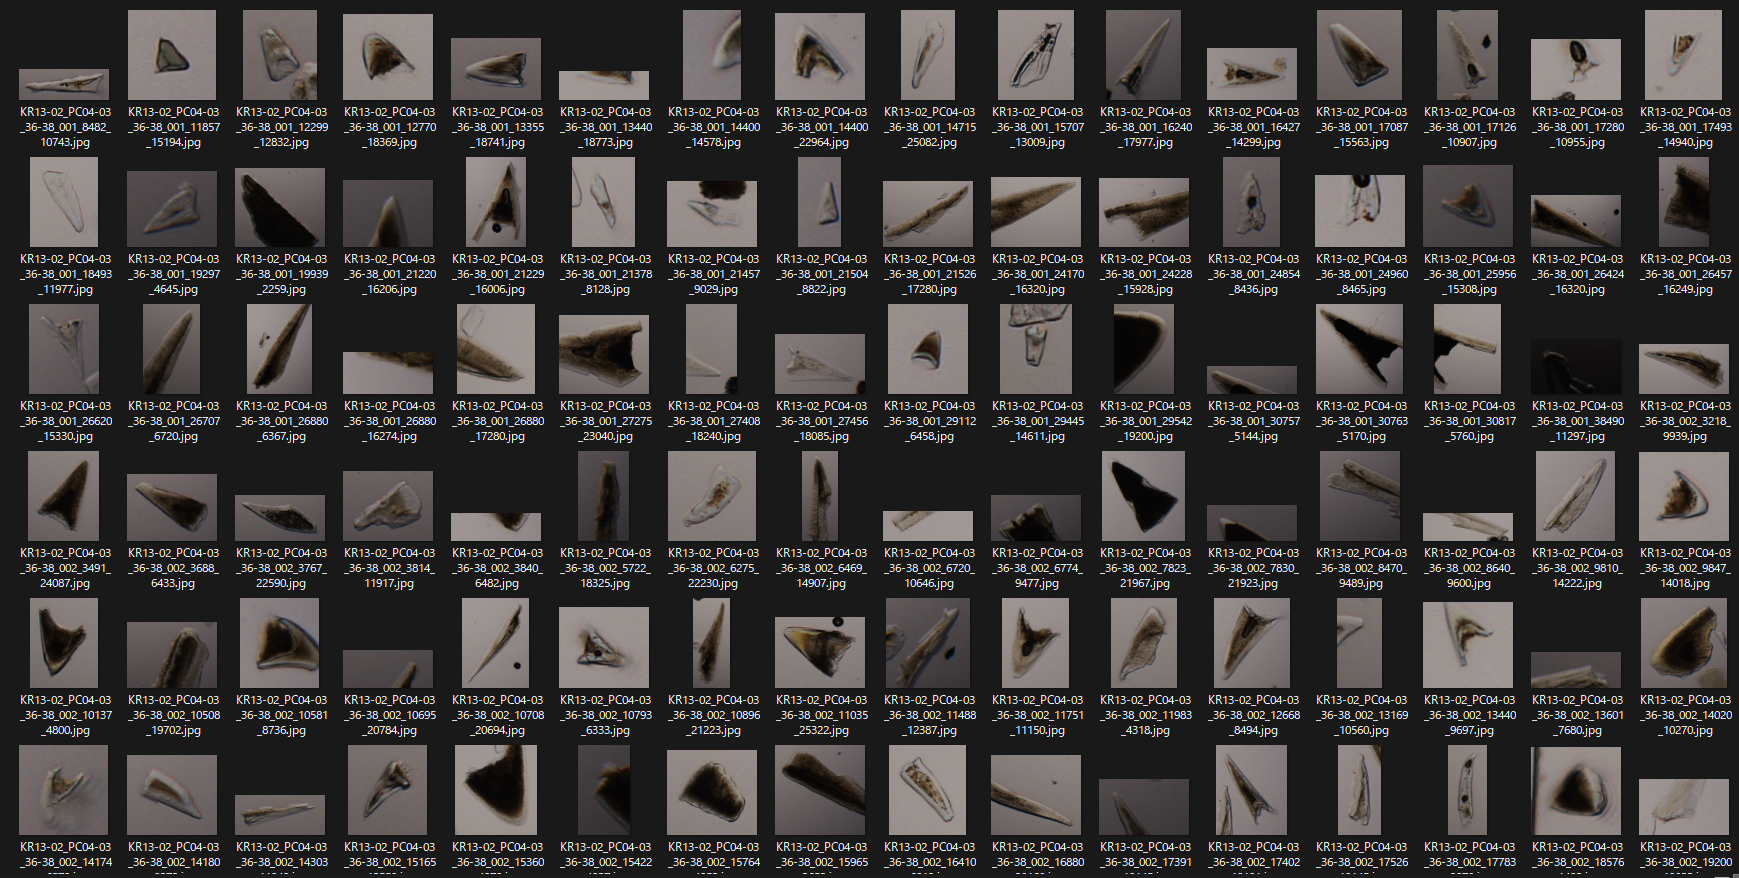 KR13-02_PC04-03
_36-38_001_8482_
10743.jpg
KR13-02_PC04-03
_36-38_001_11857
_15194.jpg
KR13-02_PC04-03
_36-38_001_12299
_12832.jpg
KR13-02_PC04-03
_36-38_001_12770
_18369.jpg
KR13-02_PC04-03
_36-38_001_13355
_18741.jpg
KR13-02_PC04-03
_36-38_001_13440
_18773.jpg
KR13-02_PC04-03
_36-38_001_14400
_14578.jpg
KR13-02_PC04-03
_36-38_001_14400
_22964.jpg
KR13-02_PC04-03
_36-38_001_14715
_25082.jpg
KR13-02_PC04-03
_36-38_001_15707
_13009.jpg
KR13-02_PC04-03
_36-38_001_16240
_17977.jpg
KR13-02_PC04-03
_36-38_001_16427
_14299.jpg
KR13-02_PC04-03
_36-38_001_17087
_15563.jpg
KR13-02_PC04-03
_36-38_001_17126
_10907.jpg
KR13-02_PC04-03
_36-38_001_17280
_10955.jpg
KR13-02_PC04-03
_36-38_001_17493
_14940.jpg
KR13-02_PC04-03
_36-38_001_18493
_11977.jpg
KR13-02_PC04-03
_36-38_001_19297
_4645.jpg
KR13-02_PC04-03
_36-38_001_19939
_2259.jpg
KR13-02_PC04-03
_36-38_001_21220
_16206.jpg
KR13-02_PC04-03
_36-38_001_21229
_16006.jpg
KR13-02_PC04-03
_36-38_001_21378
_8128.jpg
KR13-02_PC04-03
_36-38_001_21457
_9029.jpg
KR13-02_PC04-03
_36-38_001_21504
_8822.jpg
KR13-02_PC04-03
_36-38_001_21526
_17280.jpg
KR13-02_PC04-03
_36-38_001_24170
_16320.jpg
KR13-02_PC04-03
_36-38_001_24228
_15928.jpg
KR13-02_PC04-03
_36-38_001_24854
_8436.jpg
KR13-02_PC04-03
_36-38_001_24960
_8465.jpg
KR13-02_PC04-03
_36-38_001_25956
_15308.jpg
KR13-02_PC04-03
_36-38_001_26424
_16320.jpg
KR13-02_PC04-03
_36-38_001_26457
_16249.jpg
KR13-02_PC04-03
_36-38_001_26620
_15330.jpg
KR13-02_PC04-03
_36-38_001_26707
_6720.jpg
KR13-02_PC04-03
_36-38_001_26880
_6367.jpg
KR13-02_PC04-03
_36-38_001_26880
_16274.jpg
KR13-02_PC04-03
_36-38_001_26880
_17280.jpg
KR13-02_PC04-03
_36-38_001_27275
_23040.jpg
KR13-02_PC04-03
_36-38_001_27408
_18240.jpg
KR13-02_PC04-03
_36-38_001_27456
_18085.jpg
KR13-02_PC04-03
_36-38_001_29112
_6458.jpg
KR13-02_PC04-03
_36-38_001_29445
_14611.jpg
KR13-02_PC04-03
_36-38_001_29542
_19200.jpg
KR13-02_PC04-03
_36-38_001_30757
_5144.jpg
KR13-02_PC04-03
_36-38_001_30763
_5170.jpg
KR13-02_PC04-03
_36-38_001_30817
_5760.jpg
KR13-02_PC04-03
_36-38_001_38490
_11297.jpg
KR13-02_PC04-03
_36-38_002_3218_
9939.jpg
KR13-02_PC04-03
_36-38_002_3491_
24087.jpg
KR13-02_PC04-03
_36-38_002_3688_
6433.jpg
KR13-02_PC04-03
_36-38_002_3767_
22590.jpg
KR13-02_PC04-03
_36-38_002_3814_
11917.jpg
KR13-02_PC04-03
_36-38_002_3840_
6482.jpg
KR13-02_PC04-03
_36-38_002_5722_
18325.jpg
KR13-02_PC04-03
_36-38_002_6275_
22230.jpg
KR13-02_PC04-03
_36-38_002_6469_
14907.jpg
KR13-02_PC04-03
_36-38_002_6720_
10646.jpg
KR13-02_PC04-03
_36-38_002_6774_
9477.jpg
KR13-02_PC04-03
_36-38_002_7823_
21967.jpg
KR13-02_PC04-03
_36-38_002_7830_
21923.jpg
KR13-02_PC04-03
_36-38_002_8470_
9489.jpg
KR13-02_PC04-03
_36-38_002_8640_
9600.jpg
KR13-02_PC04-03
_36-38_002_9810_
14222.jpg
KR13-02_PC04-03
_36-38_002_9847_
14018.jpg
KR13-02_PC04-03
_36-38_002_10137
_4800.jpg
KR13-02_PC04-03
_36-38_002_10508
_19702.jpg
KR13-02_PC04-03
_36-38_002_10581
_8736.jpg
KR13-02_PC04-03
_36-38_002_10695
_20784.jpg
KR13-02_PC04-03
_36-38_002_10708
_20694.jpg
KR13-02_PC04-03
_36-38_002_10793
_6333.jpg
KR13-02_PC04-03
_36-38_002_10896
_21223.jpg
KR13-02_PC04-03
_36-38_002_11035
_25322.jpg
KR13-02_PC04-03
_36-38_002_11488
_12387.jpg
KR13-02_PC04-03
_36-38_002_11751
_11150.jpg
KR13-02_PC04-03
_36-38_002_11983
_4318.jpg
KR13-02_PC04-03
_36-38_002_12668
_8494.jpg
KR13-02_PC04-03
_36-38_002_13169
_10560.jpg
KR13-02_PC04-03
_36-38_002_13440
_9697.jpg
KR13-02_PC04-03
_36-38_002_13601
_7680.jpg
KR13-02_PC04-03
_36-38_002_14020
_10270.jpg
KR13-02_PC04-03
_36-38_002_14174
KR13-02_PC04-03
_36-38_002_14180
KR13-02_PC04-03
_36-38_002_14303
KR13-02_PC04-03
_36-38_002_15165
KR13-02_PC04-03
_36-38_002_15360
KR13-02_PC04-03
_36-38_002_15422
KR13-02_PC04-03
_36-38_002_15764
KR13-02_PC04-03
_36-38_002_15965
KR13-02_PC04-03
_36-38_002_16410
KR13-02_PC04-03
_36-38_002_16880
KR13-02_PC04-03
_36-38_002_17391
KR13-02_PC04-03
_36-38_002_17402
KR13-02_PC04-03
_36-38_002_17526
KR13-02_PC04-03
_36-38_002_17783
KR13-02_PC04-03
_36-38_002_18576
KR13-02_PC04-03
_36-38_002_19200